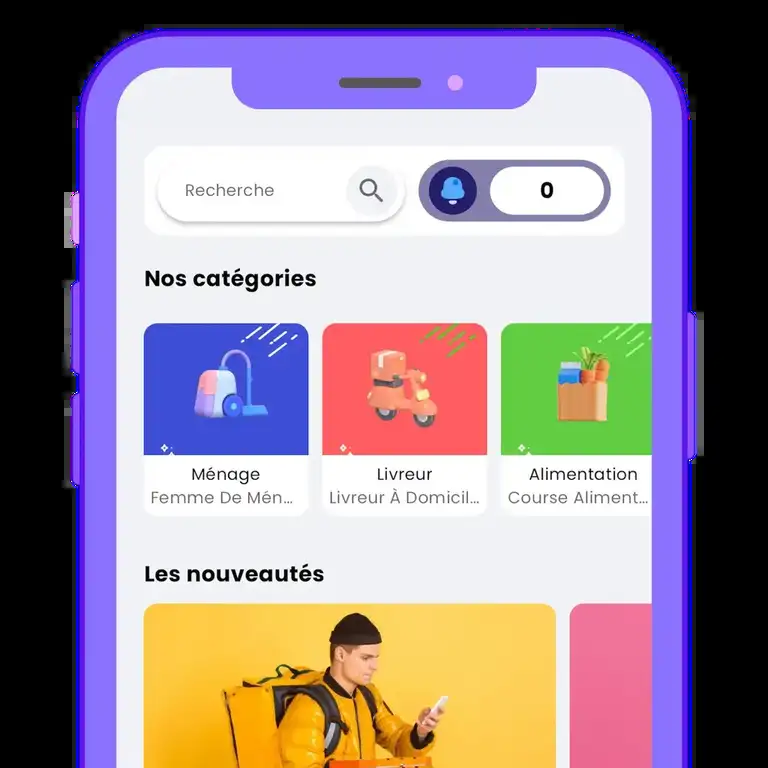 Recherche
0
Nos catégories
Ménage
Femme De Mén...
Livreur
Livreur À Domicil...
Alimentation
Course Aliment...
Les nouveautés